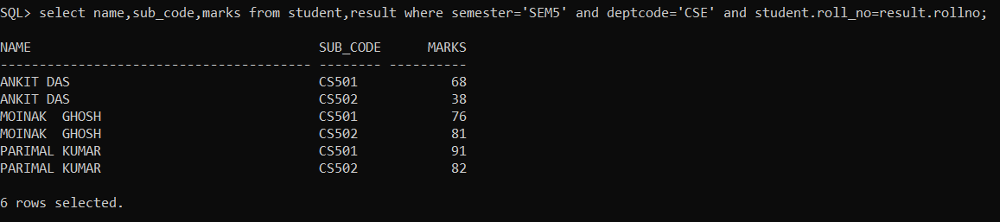 SQL> select name,sub_code,marks from student,result where semester='SEM5' and deptcode='CSE' and student.roll_no=result.rollno;
NAME                                     SUB_CODE      MARKS
---------------------------------------- -------- ----------
ANKIT DAS                                CS501            68
ANKIT DAS                                CS502            38
MOINAK  GHOSH                            CS501            76
MOINAK  GHOSH                            CS502            81
PARIMAL KUMAR                            CS501            91
PARIMAL KUMAR                            CS502            82
6 rows selected.